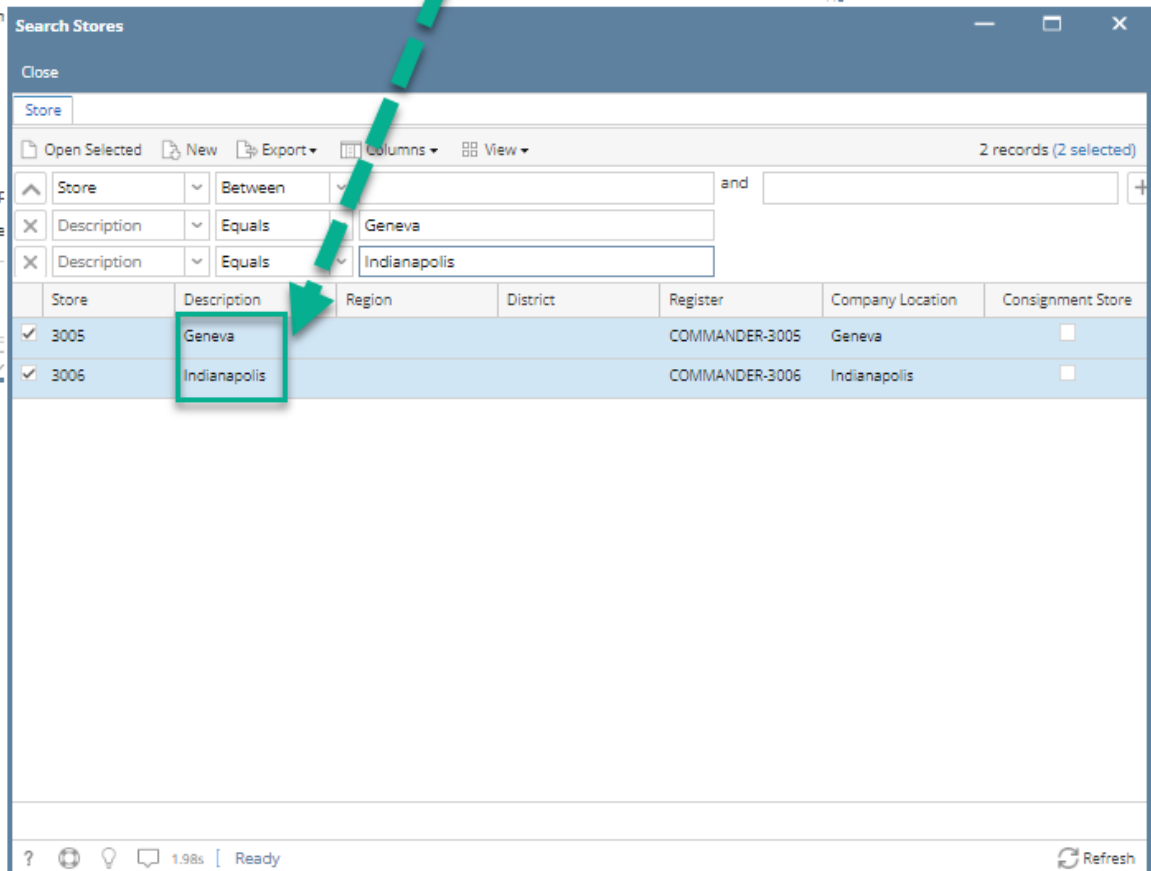 Search Stores
Close
Store
Open Selected New Export Columns View 2 records (2 selected)
Store Between and
Description Equals Geneva
Description Equals Indianapolis
Store Description Region District Register Company Location Consignment Store
3005 Geneva COMMANDER-3005 Geneva
3006 Indianapolis COMMANDER-3006 Indianapolis
? 1.98s [ Ready Refresh